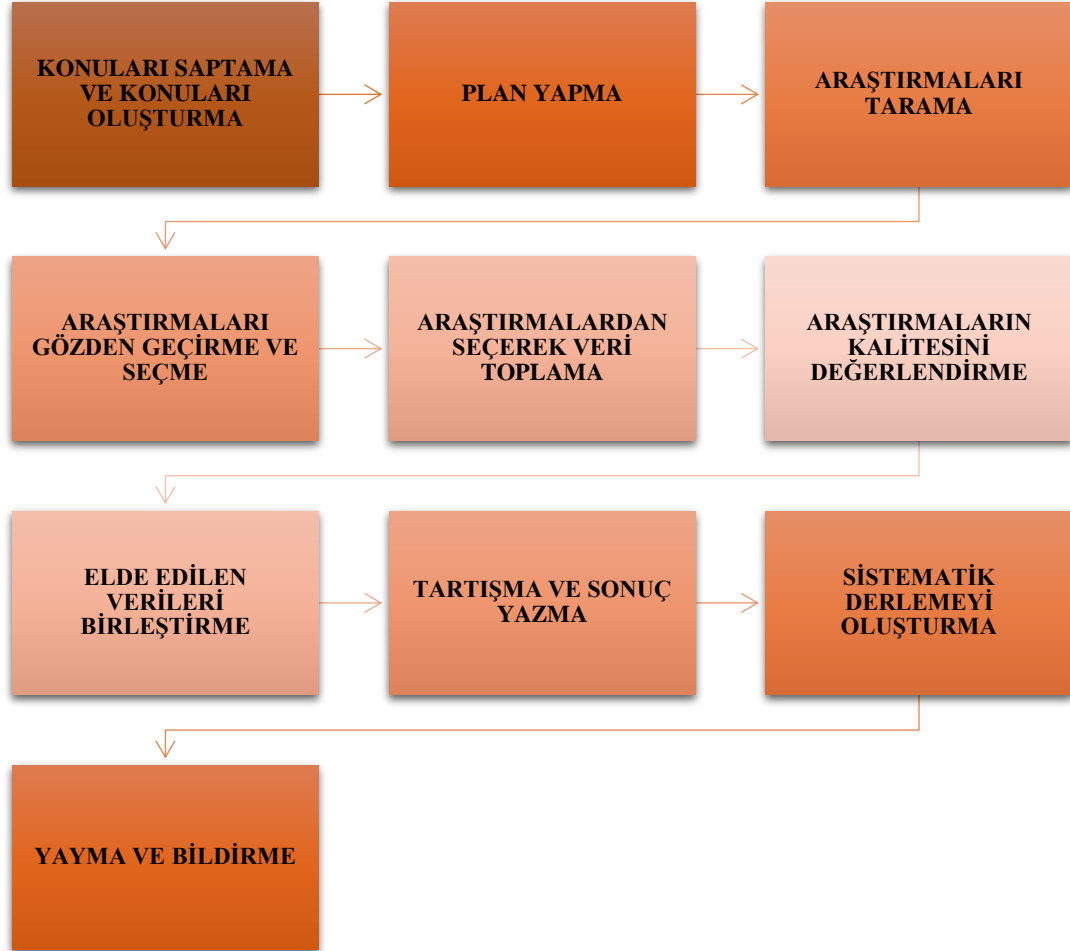 KONULARI SAPTAMA
VE KONULARI
OLUŞTURMA
PLAN YAPMA
ARAŞTIRMALARI
TARAMA
ARAŞTIRMALARI
GÖZDEN GEÇİRME VE
SEÇME
ARAŞTIRMALARDAN
SEÇEREK VERİ
TOPLAMA
ARAŞTIRMALARIN
KALİTESİNİ
DEĞERLENDİRME
ELDE EDİLEN
VERİLERİ
BİRLEŞTİRME
TARTIŞMA VE SONUÇ
YAZMA
SİSTEMATİK
DERLEMEYİ
OLUŞTURMA
YAYMA VE BİLDİRME